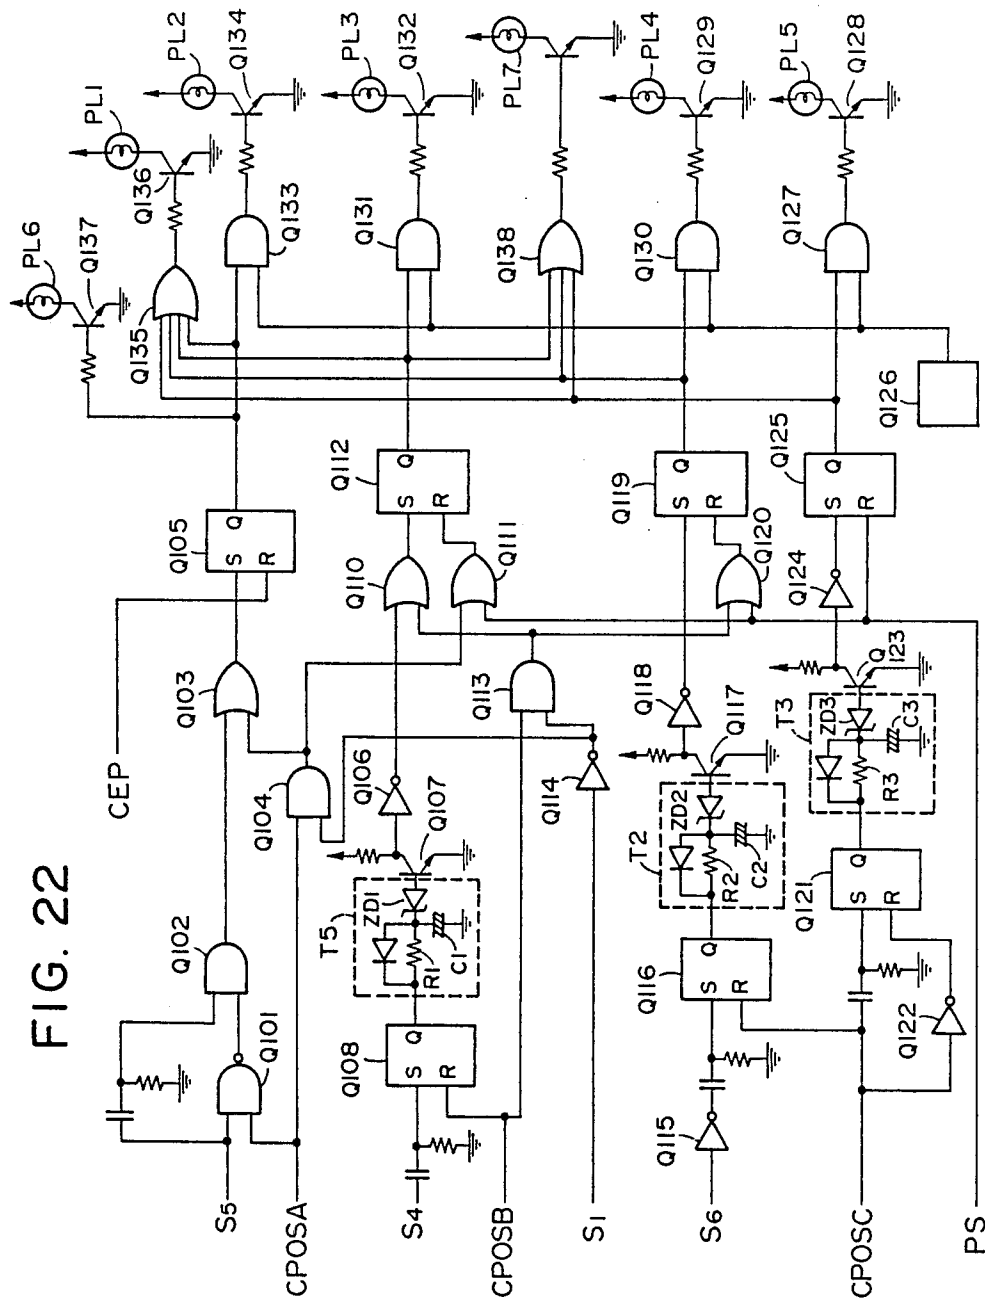 FIG. 22
S5
CPOSA
S4
CPOSB
S1
S6
CPOSC
PS
CEP
Q101
Q102
Q103
Q104
Q105
S
R
Q
Q106
Q107
Q108
S
R
Q
T5
ZD1
R1
C1
Q110
Q111
Q112
S
R
Q
Q113
Q114
Q115
Q116
S
R
Q
T2
ZD2
R2
C2
Q117
Q118
Q119
S
R
Q
Q120
Q121
S
R
Q
Q122
T3
ZD3
R3
C3
Q123
Q124
Q125
S
R
Q
Q126
Q127
Q128
PL5
Q130
Q129
PL4
Q138
PL7
Q131
Q132
PL3
Q133
Q134
PL2
Q135
Q136
PL1
Q137
PL6